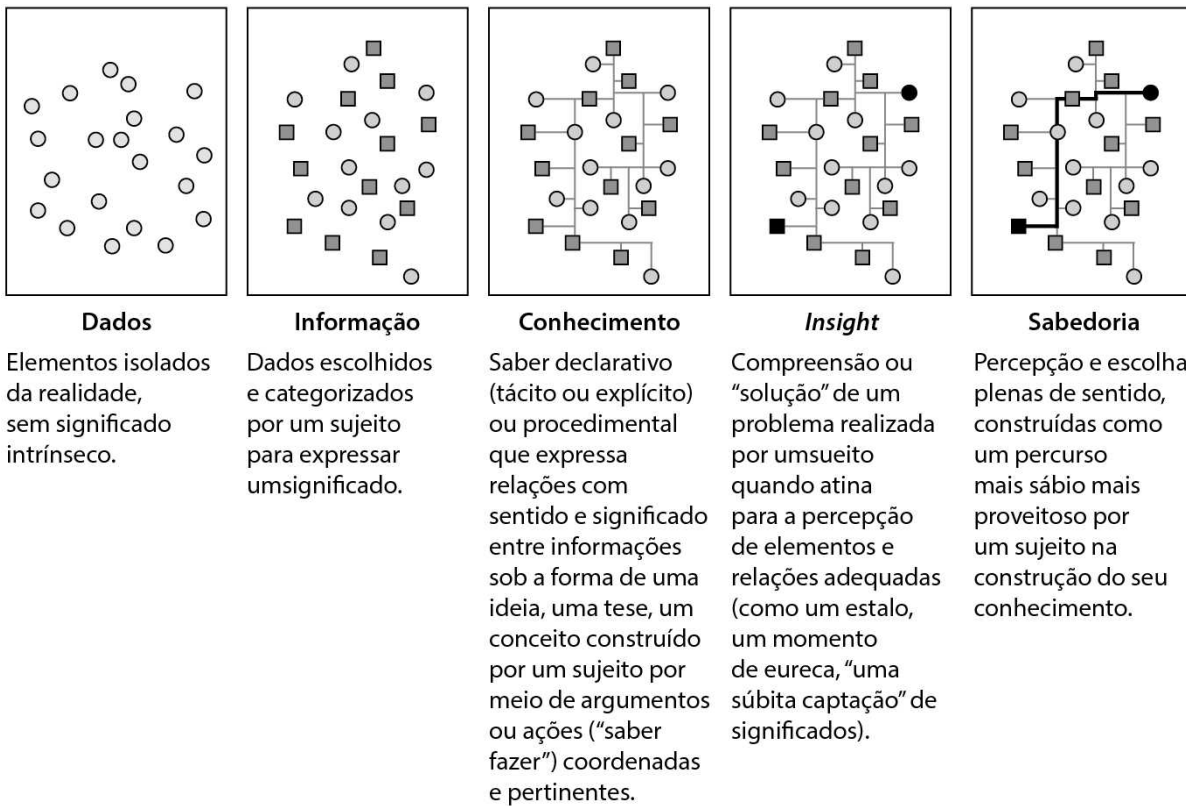 Dados
Elementos isolados
da realidade,
sem significado
intrínseco.
Informação
Dados escolhidos
e categorizados
por um sujeito
para expressar
umsignificado.
Conhecimento
Saber declarativo
(tácito ou explícito)
ou procedimental
que expressa
relações com
sentido e significado
entre informações
sob a forma de uma
ideia, uma tese, um
conceito construído
por um sujeito por
meio de argumentos
ou ações (“saber
fazer”) coordenadas
e pertinentes.
Insight
Compreensão ou
“solução” de um
problema realizada
por umsueito
quando atina
para a percepção
de elementos e
relações adequadas
(como um estalo,
um momento
de eureca, “uma
súbita captação” de
significados).
Sabedoria
Percepção e escolha
plenas de sentido,
construídas como
um percurso
mais sábio mais
proveitoso por
um sujeito na
construção do seu
conhecimento.